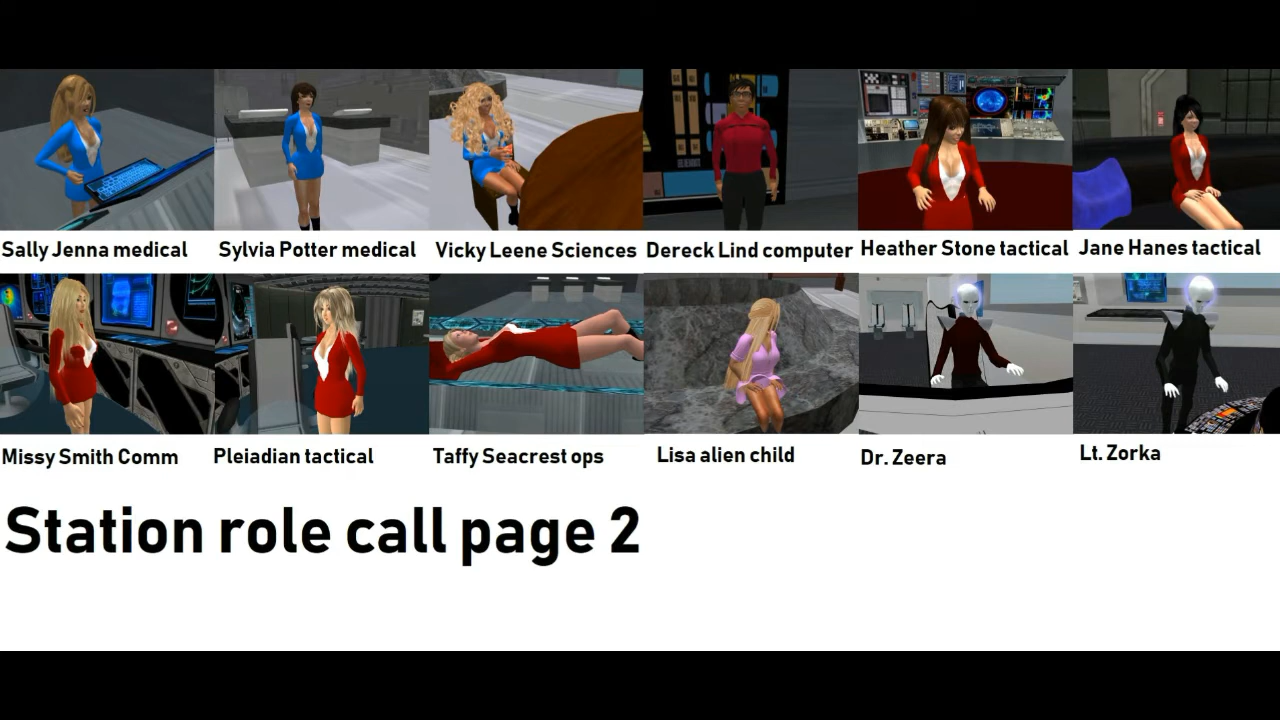 Sally Jenna medical
Sylvia Potter medical
Vicky Leene Sciences
Dereck Lind computer
Heather Stone tactical
Jane Hanes tactical
Missy Smith Comm
Pleiadian tactical
Taffy Seacrest ops
Lisa alien child
Dr. Zeera
Lt. Zorka
Station role call page 2